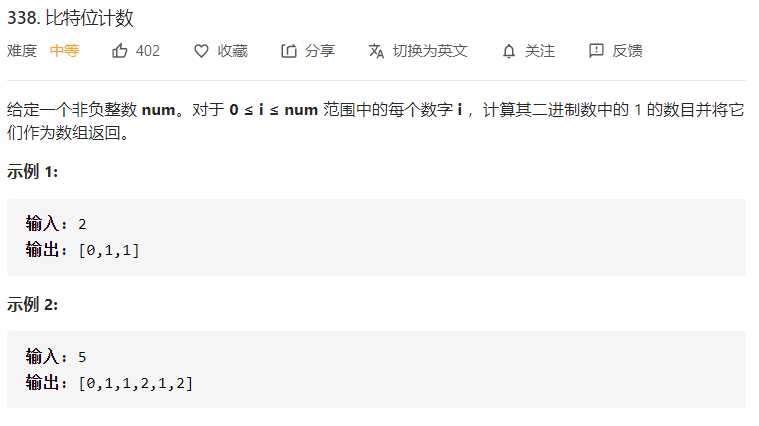 338. 比特位计数
难度 中等 402 收藏 分享 切换为英文 关注 反馈
给定一个非负整数 num。对于 0 ≤ i ≤ num 范围中的每个数字 i ，计算其二进制数中的 1 的数目并将它
们作为数组返回。
示例 1:
输入：2
输出：[0,1,1]
示例 2:
输入：5
输出：[0,1,1,2,1,2]